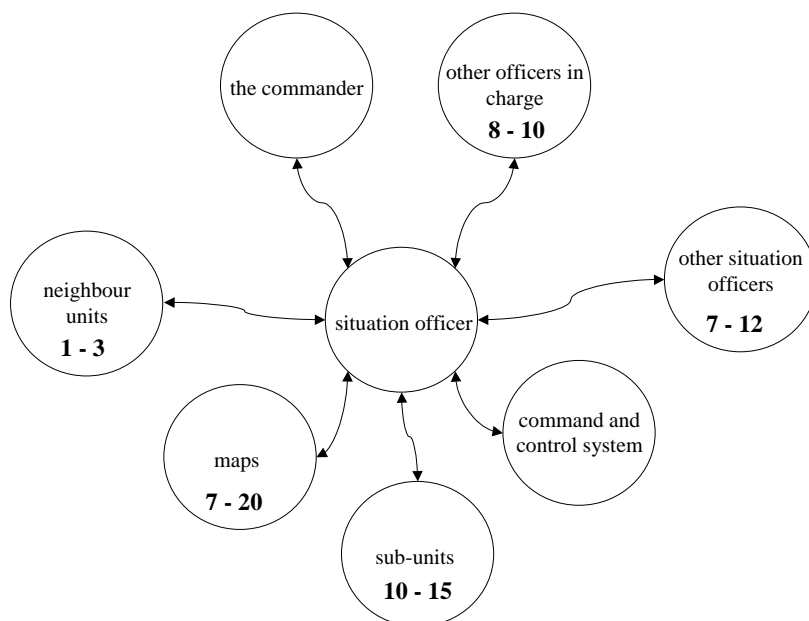 the commander
other officers in
charge
8 - 10
neighbour
units
1 - 3
situation officer
other situation
officers
7 - 12
maps
7 - 20
command and
control system
sub-units
10 - 15